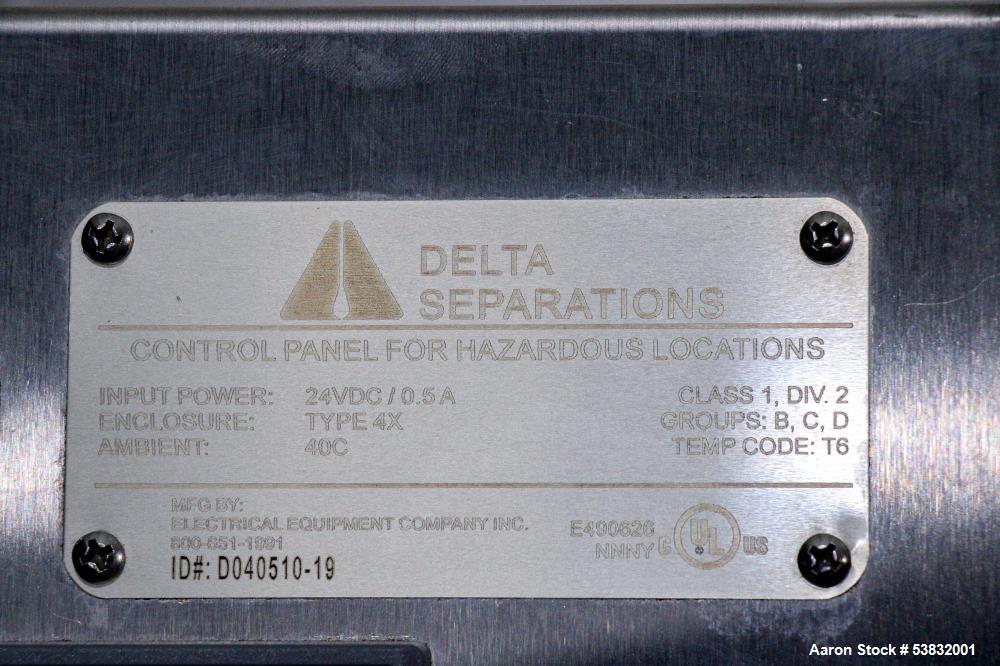 DELTA
SEPARATIONS
CONTROL PANEL FOR HAZARDOUS LOCATIONS
INPUT POWER: 24VDC / 0.5 A
ENCLOSURE: TYPE 4X
AMBIENT: 40C
CLASS 1, DIV. 2
GROUPS: B, C, D
TEMP CODE: T6
MFG BY:
ELECTRICAL EQUIPMENT COMPANY INC.
800-851-1991
ID#: D040510-19
E490626
NNNY
C UL US
Aaron Stock # 53832001